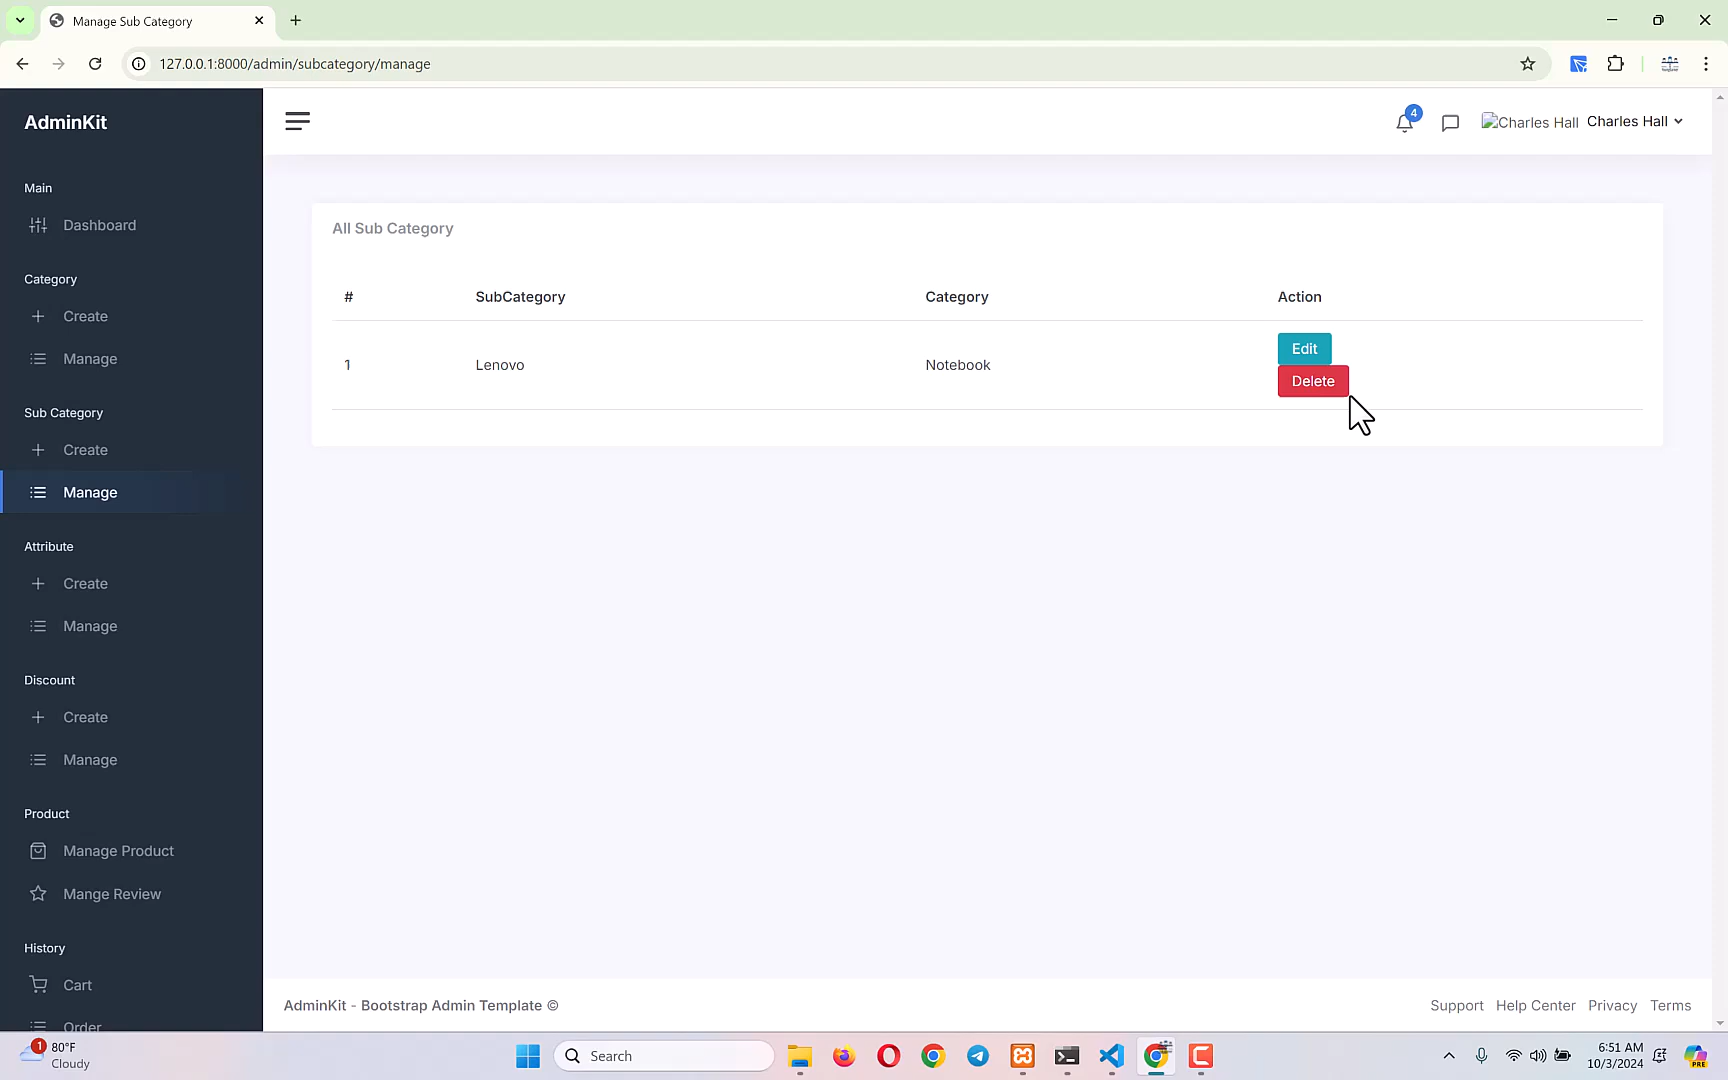 Manage Sub Category
127.0.0.1:8000/admin/subcategory/manage
AdminKit
4
Charles Hall
Charles Hall
Main
Dashboard
Category
Create
Manage
Sub Category
Create
Manage
Attribute
Create
Manage
Discount
Create
Manage
Product
Manage Product
Mange Review
History
Cart
Order
All Sub Category
# SubCategory Category Action
1 Lenovo Notebook
Edit
Delete
AdminKit - Bootstrap Admin Template ©
Support Help Center Privacy Terms
1
80°F
Cloudy
Search
6:51 AM
10/3/2024
PRE